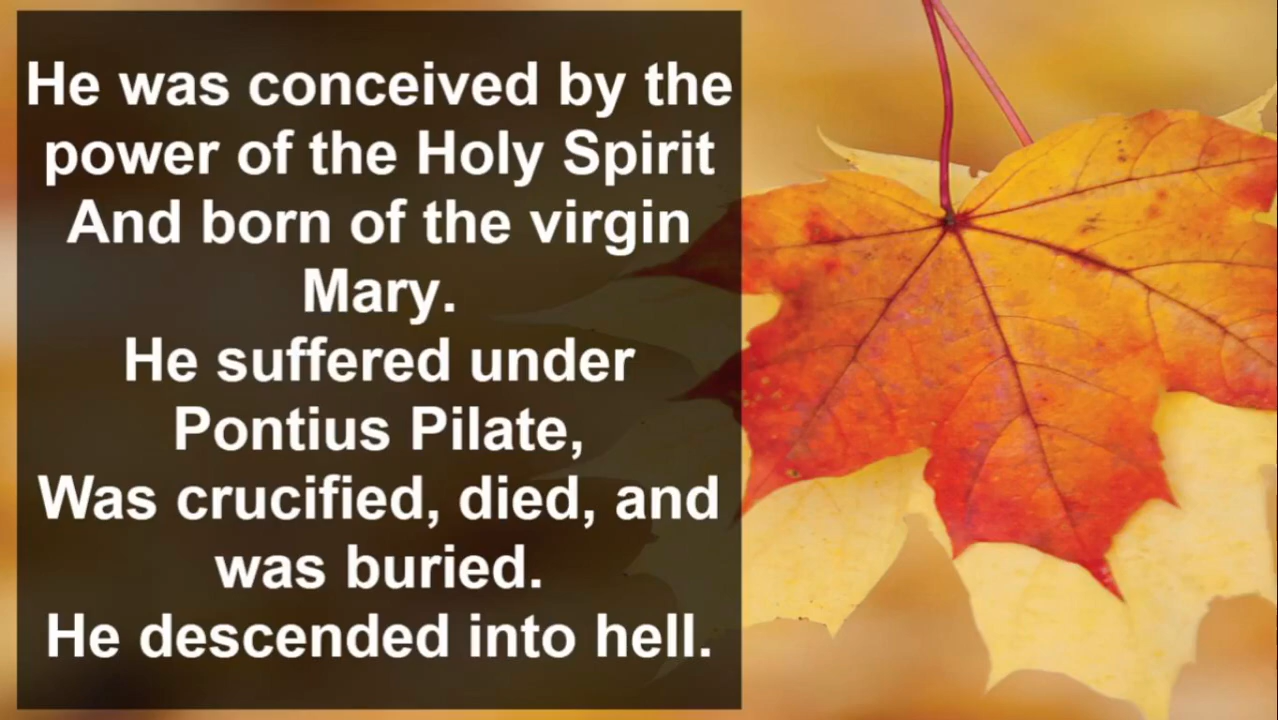 He was conceived by the
power of the Holy Spirit
And born of the virgin
Mary.
He suffered under
Pontius Pilate,
Was crucified, died, and
was buried.
He descended into hell.